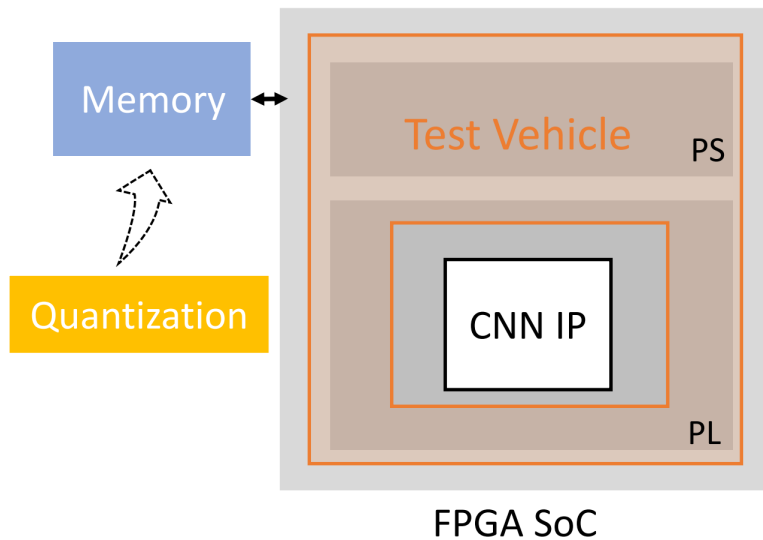 Memory
Test Vehicle
PS
Quantization
CNN IP
PL
FPGA SoC